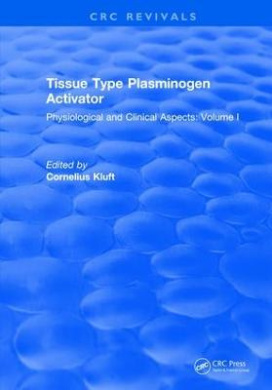 CRC REVIVALS
Tissue Type Plasminogen
Activator
Physiological and Clinical Aspects: Volume I
Edited by
Cornelius Kluft
CRC Press